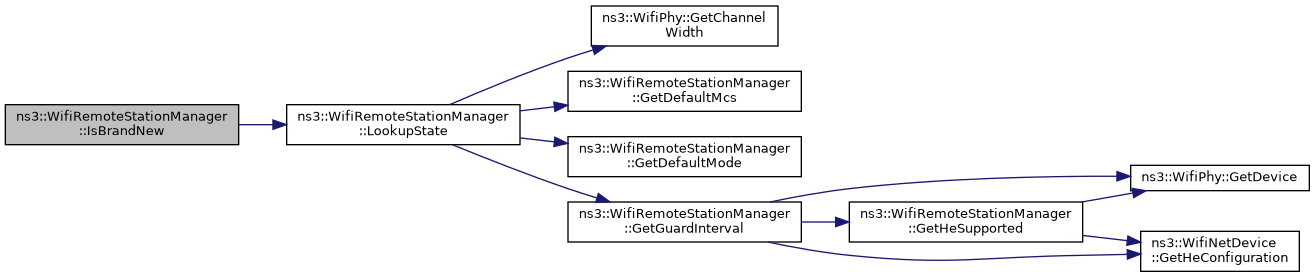 ns3::WifiRemoteStationManager
::IsBrandNew
ns3::WifiRemoteStationManager
::LookupState
ns3::WifiPhy::GetChannel
Width
ns3::WifiRemoteStationManager
::GetDefaultMcs
ns3::WifiRemoteStationManager
::GetDefaultMode
ns3::WifiRemoteStationManager
::GetGuardInterval
ns3::WifiRemoteStationManager
::GetHeSupported
ns3::WifiPhy::GetDevice
ns3::WifiNetDevice
::GetHeConfiguration